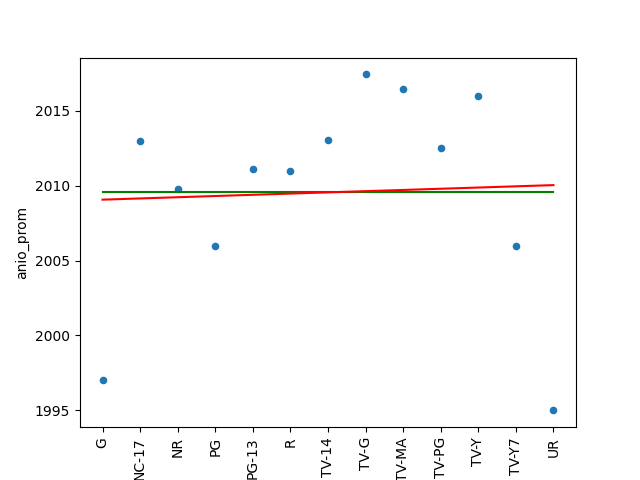 2015
2010
2005
2000
1995
anio_prom
G
NC-17
NR
PG
PG-13
R
TV-14
TV-G
TV-MA
TV-PG
TV-Y
TV-Y7
UR